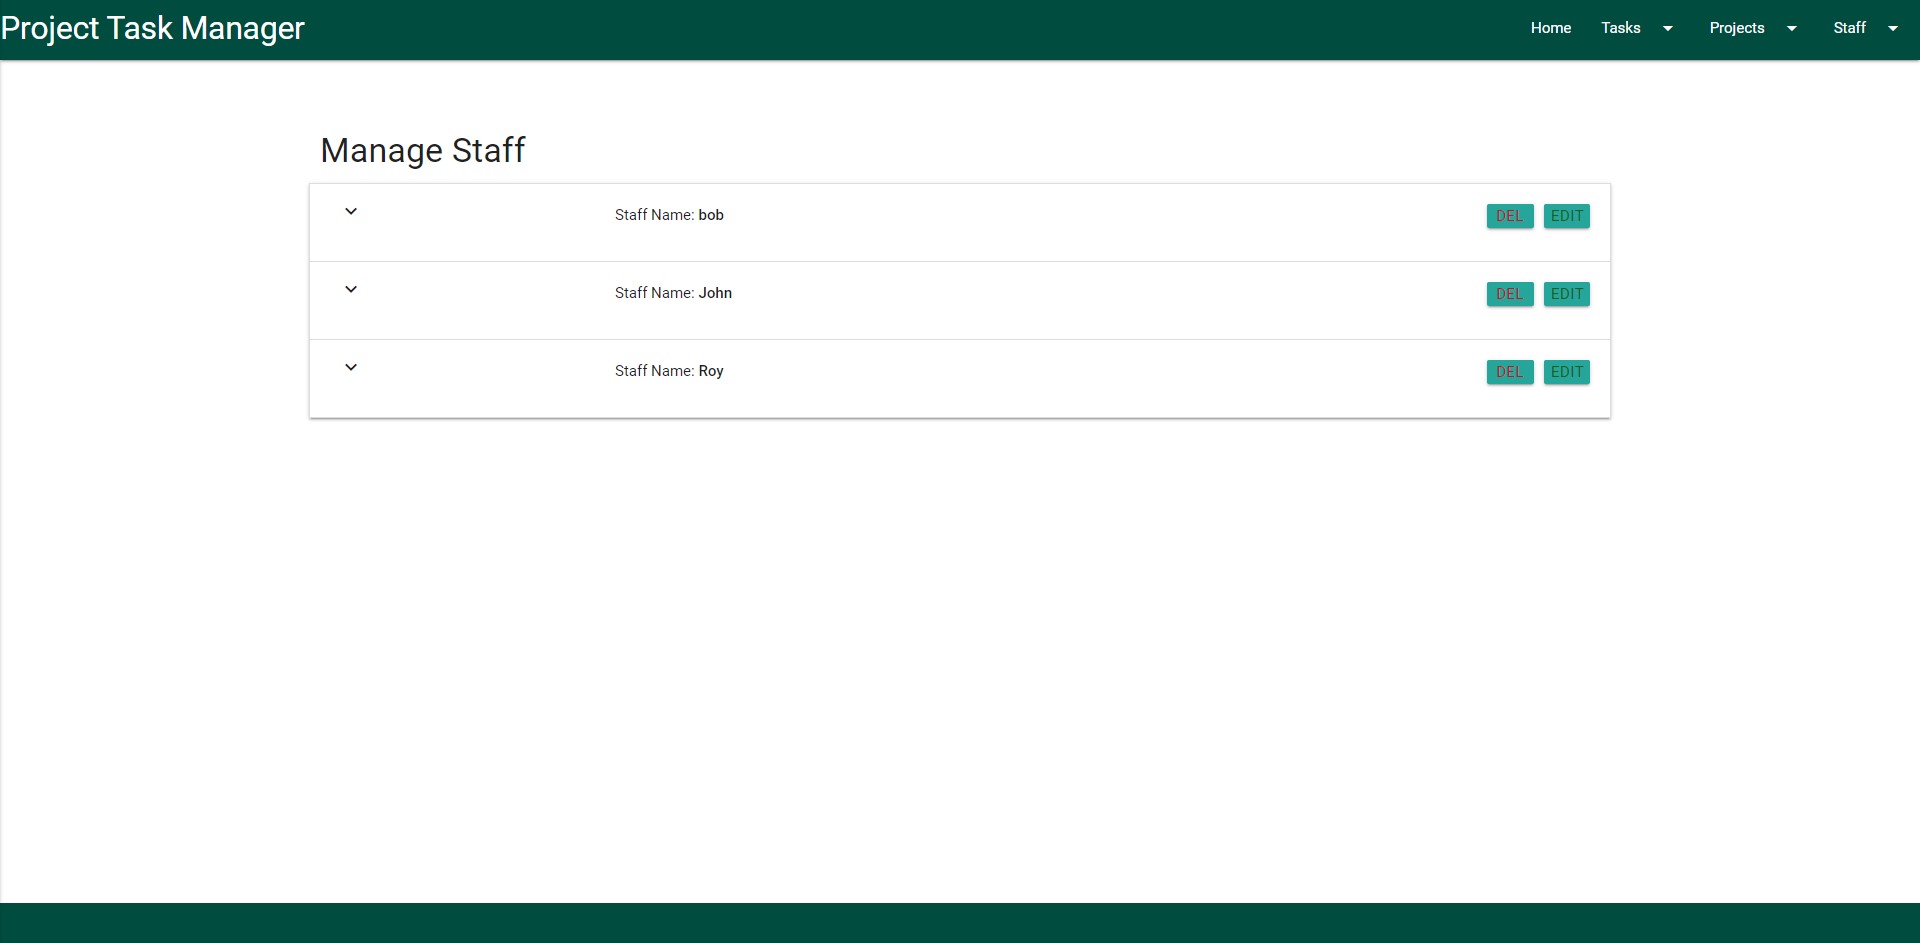 Project Task Manager
Home Tasks Projects Staff
Manage Staff
Staff Name: bob DEL EDIT
Staff Name: John DEL EDIT
Staff Name: Roy DEL EDIT